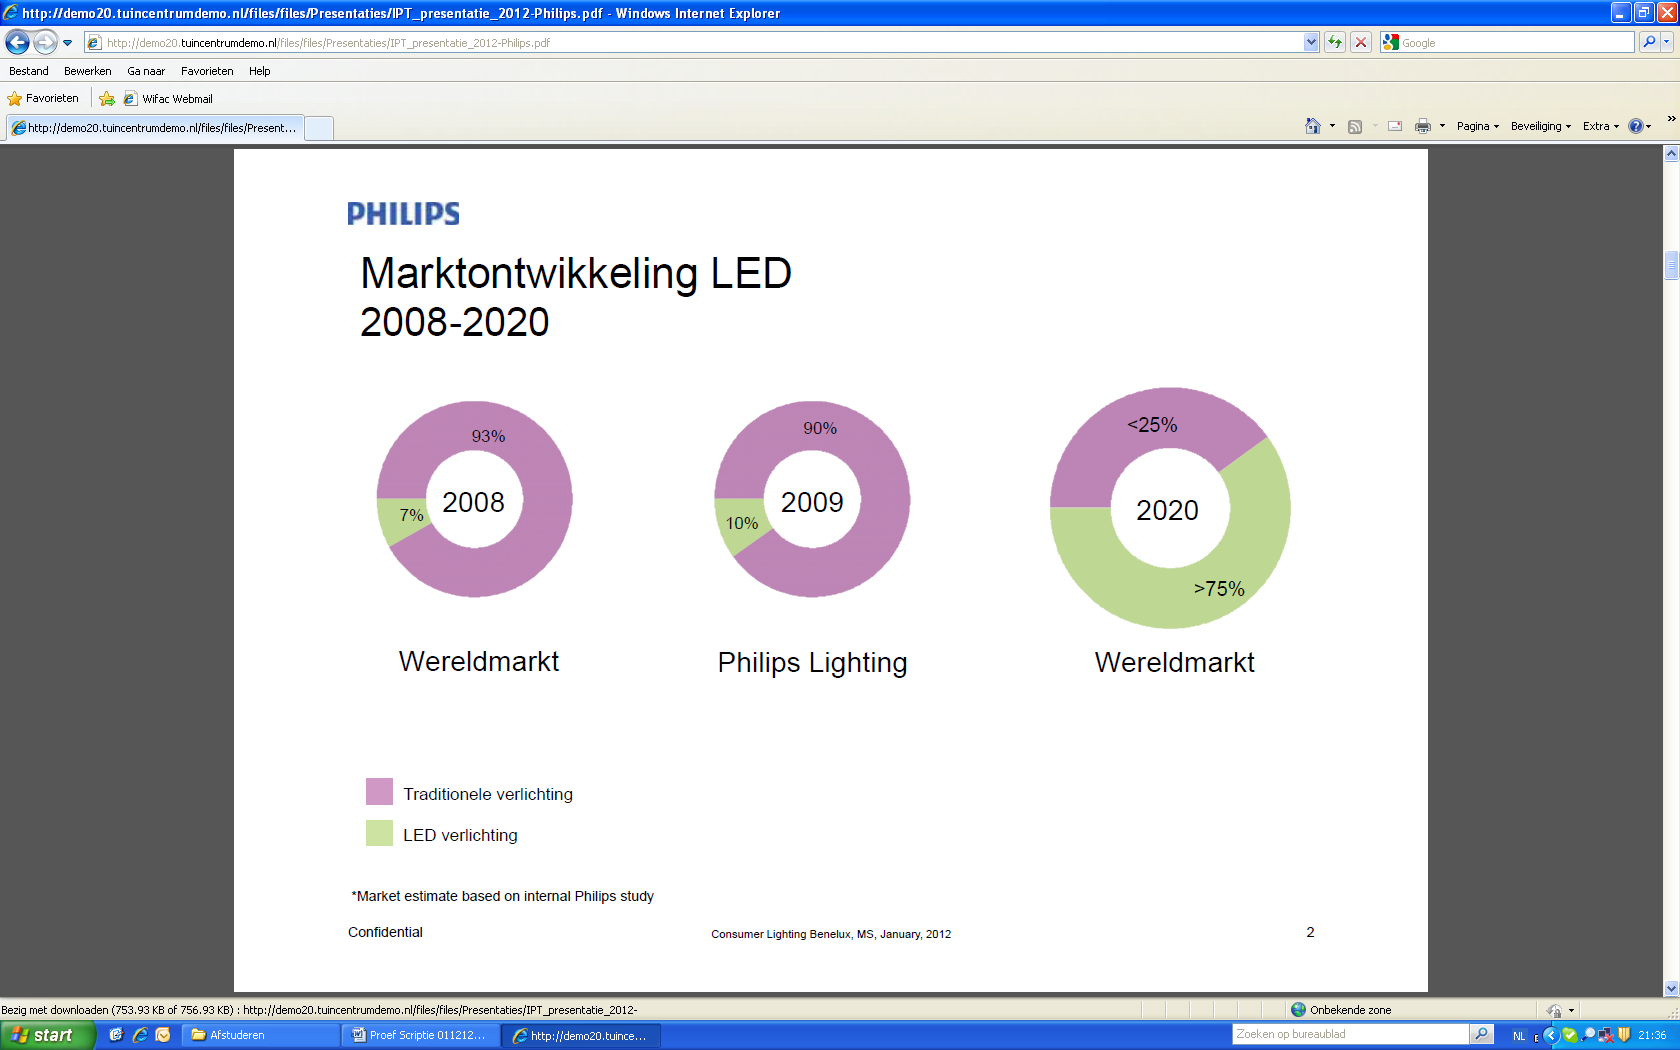 http://demo20.tuincentrumdemo.nl/files/files/Presentaties/IPT_presentatie_2012-Philips.pdf - Windows Internet Explorer
http://demo20.tuincentrumdemo.nl/files/files/Presentaties/IPT_presentatie_2012-Philips.pdf
Google
Bestand Bewerken Ga naar Favorieten Help
Favorieten Wifac Webmail
http://demo20.tuincentrumdemo.nl/files/files/Present...
Pagina Beveiliging Extra »
PHILIPS
Marktontwikkeling LED
2008-2020
93%
7%
2008
90%
10%
2009
<25%
2020
>75%
Wereldmarkt
Philips Lighting
Wereldmarkt
Traditionele verlichting
LED verlichting
*Market estimate based on internal Philips study
Confidential
Consumer Lighting Benelux, MS, January, 2012
2
Bezig met downloaden (753.93 KB of 756.93 KB) : http://demo20.tuincentrumdemo.nl/files/files/Presentaties/IPT_presentatie_2012-
Onbekende zone
start
Afstuderen
Proef Scriptie 011212...
http://demo20.tuince...
Zoeken op bureaublad
NL
21:36